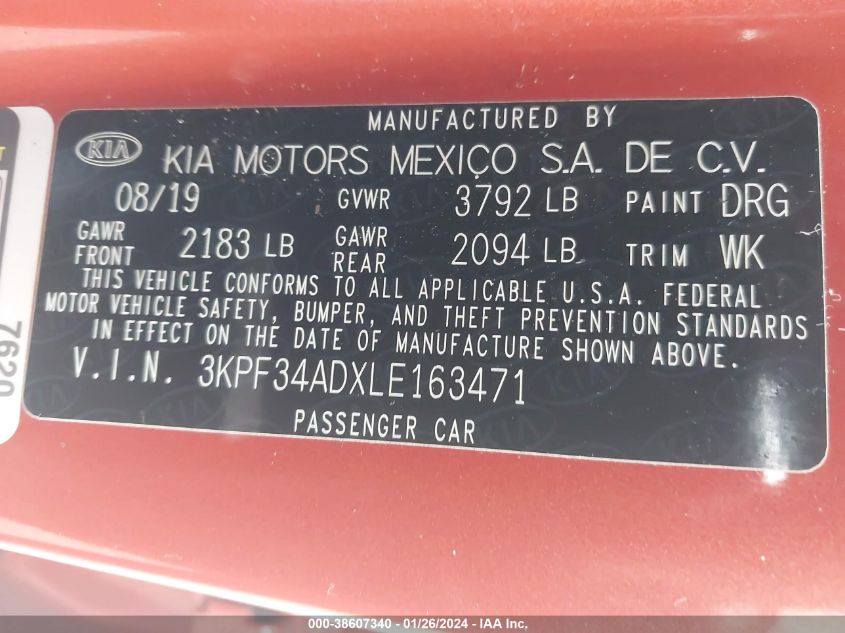 MANUFACTURED BY
KIA KIA MOTORS MEXICO S.A. DE C.V.
08/19 GVWR 3792 LB PAINT DRG
GAWR FRONT 2183 LB GAWR REAR 2094 LB TRIM WK
THIS VEHICLE CONFORMS TO ALL APPLICABLE U.S.A. FEDERAL
MOTOR VEHICLE SAFETY, BUMPER, AND THEFT PREVENTION STANDARDS
IN EFFECT ON THE DATE OF MANUFACTURE SHOWN ABOVE.
V.I.N. 3KPF34ADXLE163471
PASSENGER CAR
7620
000-38607340 - 01/26/2024 - IAA Inc.